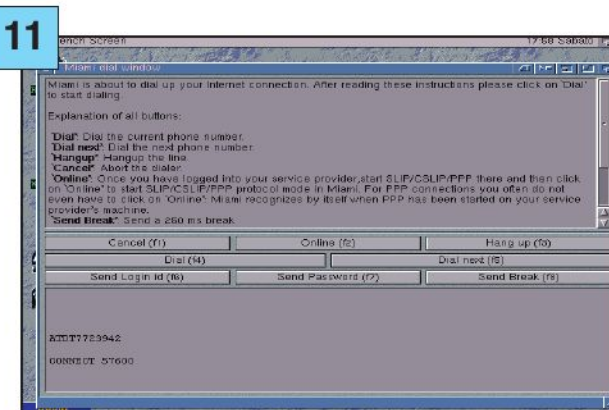 11
ench Screen
Sabato
Miami dial window
Miami is about to dial up your internet connection. After reading these instructions please click on 'Dial'
to start dialing.
Explanation of all buttons:
'Dial': Dial the current phone number.
'Dial next': Dial the next phone number.
'Hangup' Hangup the line.
'Cancel' Abort the dialer.
'Online': Once you have logged into your service provider,start SLIP/CSLIP/PPP there and then click
on 'Online' to start SLIP/CSLIP/PPP protocol mode in Miami. For PPP connections you often do not
even have to click on 'Online': Miami recognizes by itself when PPP has been started on your service
provider's machine.
'Send Break': Send a 250 ms break
Cancel (f1) Online (f2) Hang up (f3)
Dial (f4) Dial next (f5)
Send Login id (f6) Send Password (f7) Send Break (f8)
ATDT7729942
CONNECT 57600